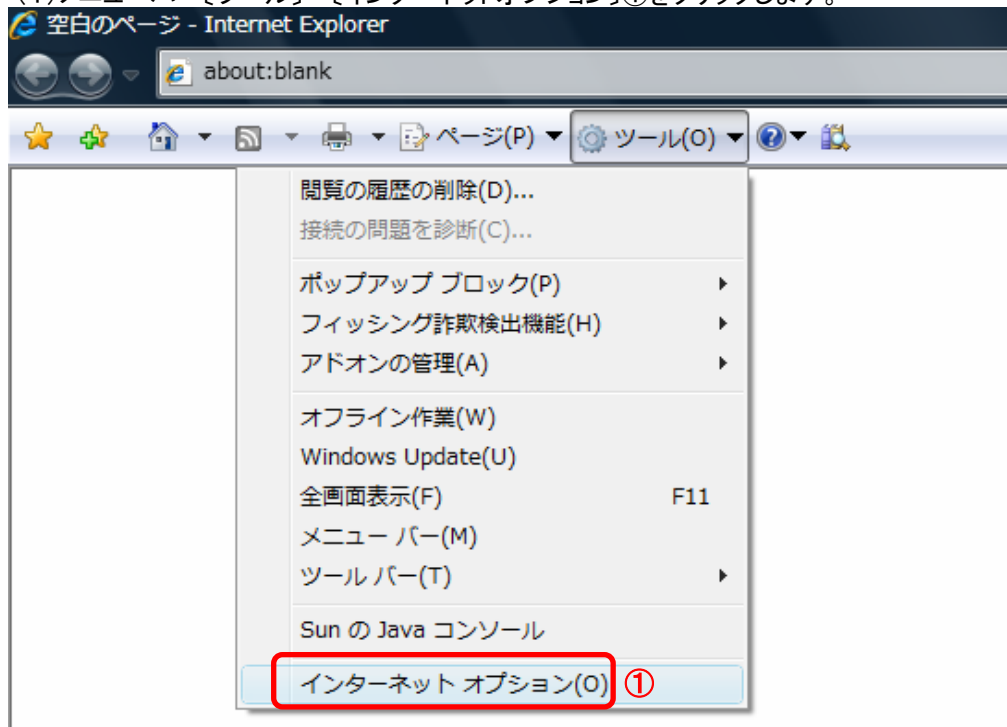 空白のページ - Internet Explorer
about:blank
ページ(P) ツール(O)
閲覧の履歴の削除(D)...
接続の問題を診断(C)...
ポップアップ ブロック(P)
フィッシング詐欺検出機能(H)
アドオンの管理(A)
オフライン作業(W)
Windows Update(U)
全画面表示(F) F11
メニュー バー(M)
ツール バー(T)
Sun の Java コンソール
インターネット オプション(O) ①